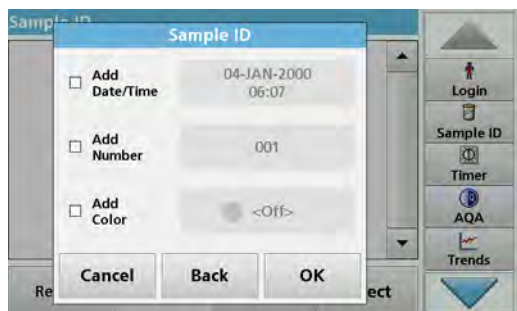 Sample ID
Sample ID
Add
Date/Time
04-JAN-2000
06:07
Add
Number
001
Add
Color
<Off>
Cancel
Back
OK
Re
ect
Login
Sample ID
Timer
AQA
Trends